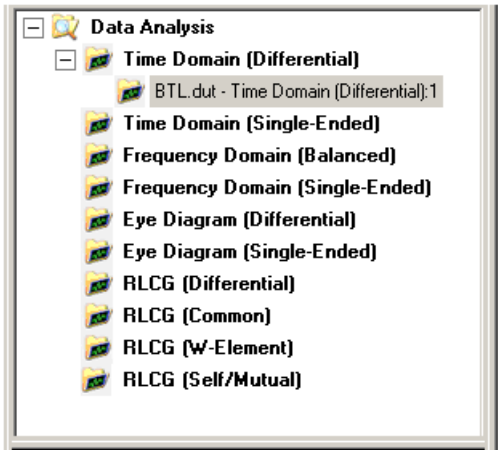 Data Analysis
Time Domain (Differential)
BTL.dut - Time Domain (Differential):1
Time Domain (Single-Ended)
Frequency Domain (Balanced)
Frequency Domain (Single-Ended)
Eye Diagram (Differential)
Eye Diagram (Single-Ended)
RLCG (Differential)
RLCG (Common)
RLCG (W-Element)
RLCG (Self/Mutual)